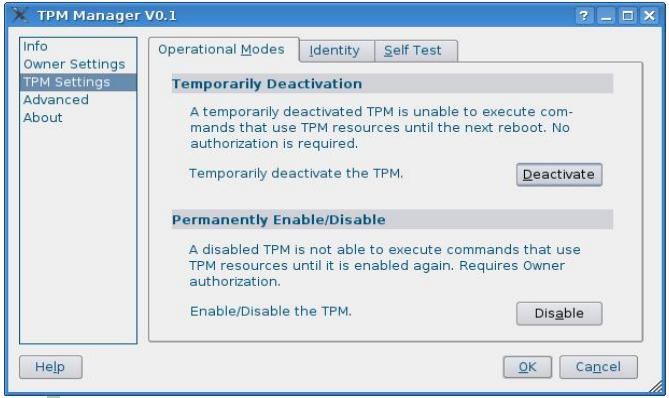 TPM Manager V0.1
Info
Owner Settings
TPM Settings
Advanced
About
Operational Modes
Identity
Self Test
Temporarily Deactivation
A temporarily deactivated TPM is unable to execute com-
mands that use TPM resources until the next reboot. No
authorization is required.
Temporarily deactivate the TPM.
Deactivate
Permanently Enable/Disable
A disabled TPM is not able to execute commands that use
TPM resources until it is enabled again. Requires Owner
authorization.
Enable/Disable the TPM.
Disable
Help
OK
Cancel